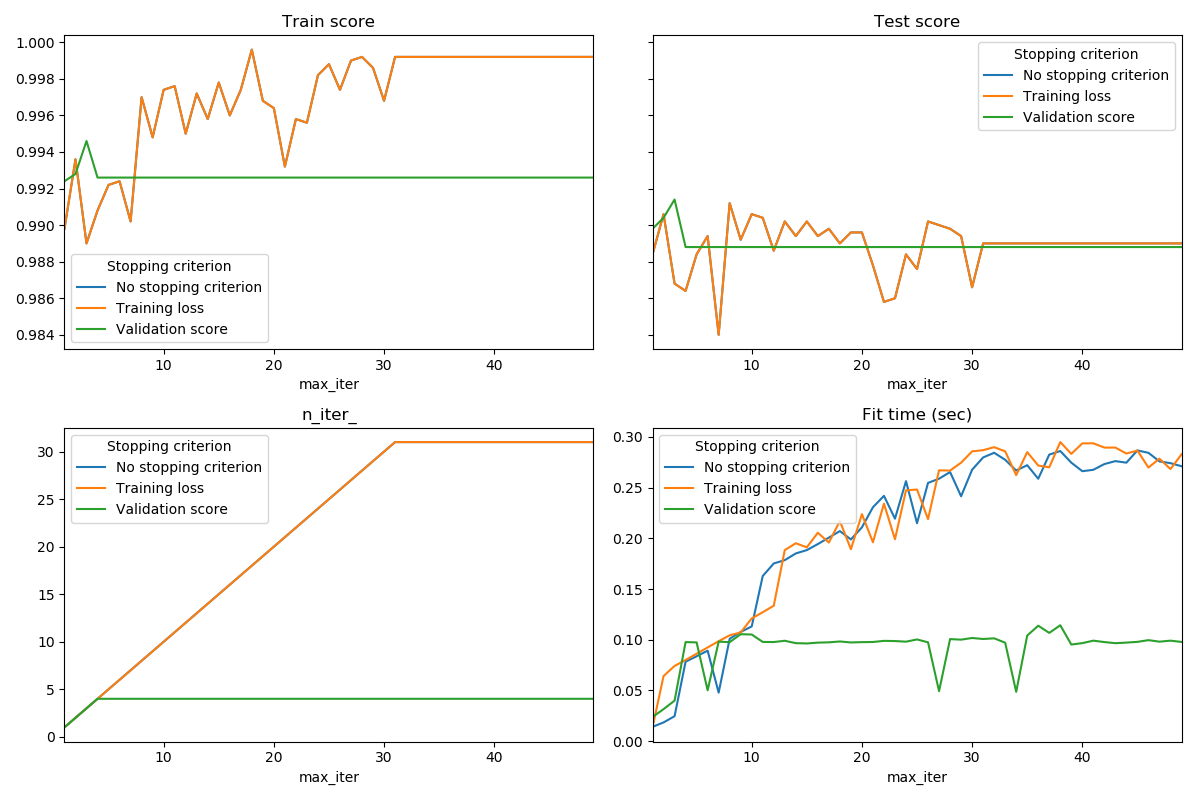 Train score
1.000
0.998
0.996
0.994
0.992
0.990
0.988
0.986
0.984
Stopping criterion
No stopping criterion
Training loss
Validation score
10
20
30
40
max_iter
Test score
Stopping criterion
No stopping criterion
Training loss
Validation score
10
20
30
40
max_iter
n_iter_
30
25
20
15
10
5
0
Stopping criterion
No stopping criterion
Training loss
Validation score
10
20
30
40
max_iter
Fit time (sec)
0.30
0.25
0.20
0.15
0.10
0.05
0.00
Stopping criterion
No stopping criterion
Training loss
Validation score
10
20
30
40
max_iter